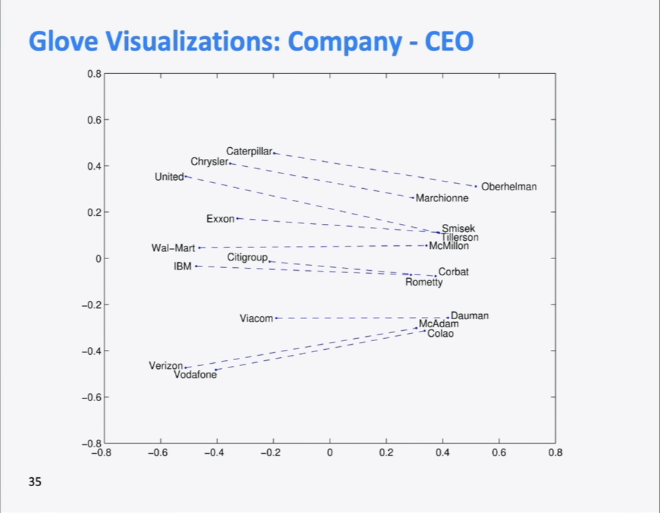 Glove Visualizations: Company - CEO
0.8
0.6
0.4
0.2
0
−0.2
−0.4
−0.6
−0.8
Caterpillar
Chrysler
United
Oberhelman
Marchionne
Exxon
Smisek
Tillerson
Wal−Mart
McMillon
Citigroup
IBM
Corbat
Rometty
Viacom
Dauman
McAdam
Colao
Verizon
Vodafone
−0.8 −0.6 −0.4 −0.2 0 0.2 0.4 0.6 0.8
35